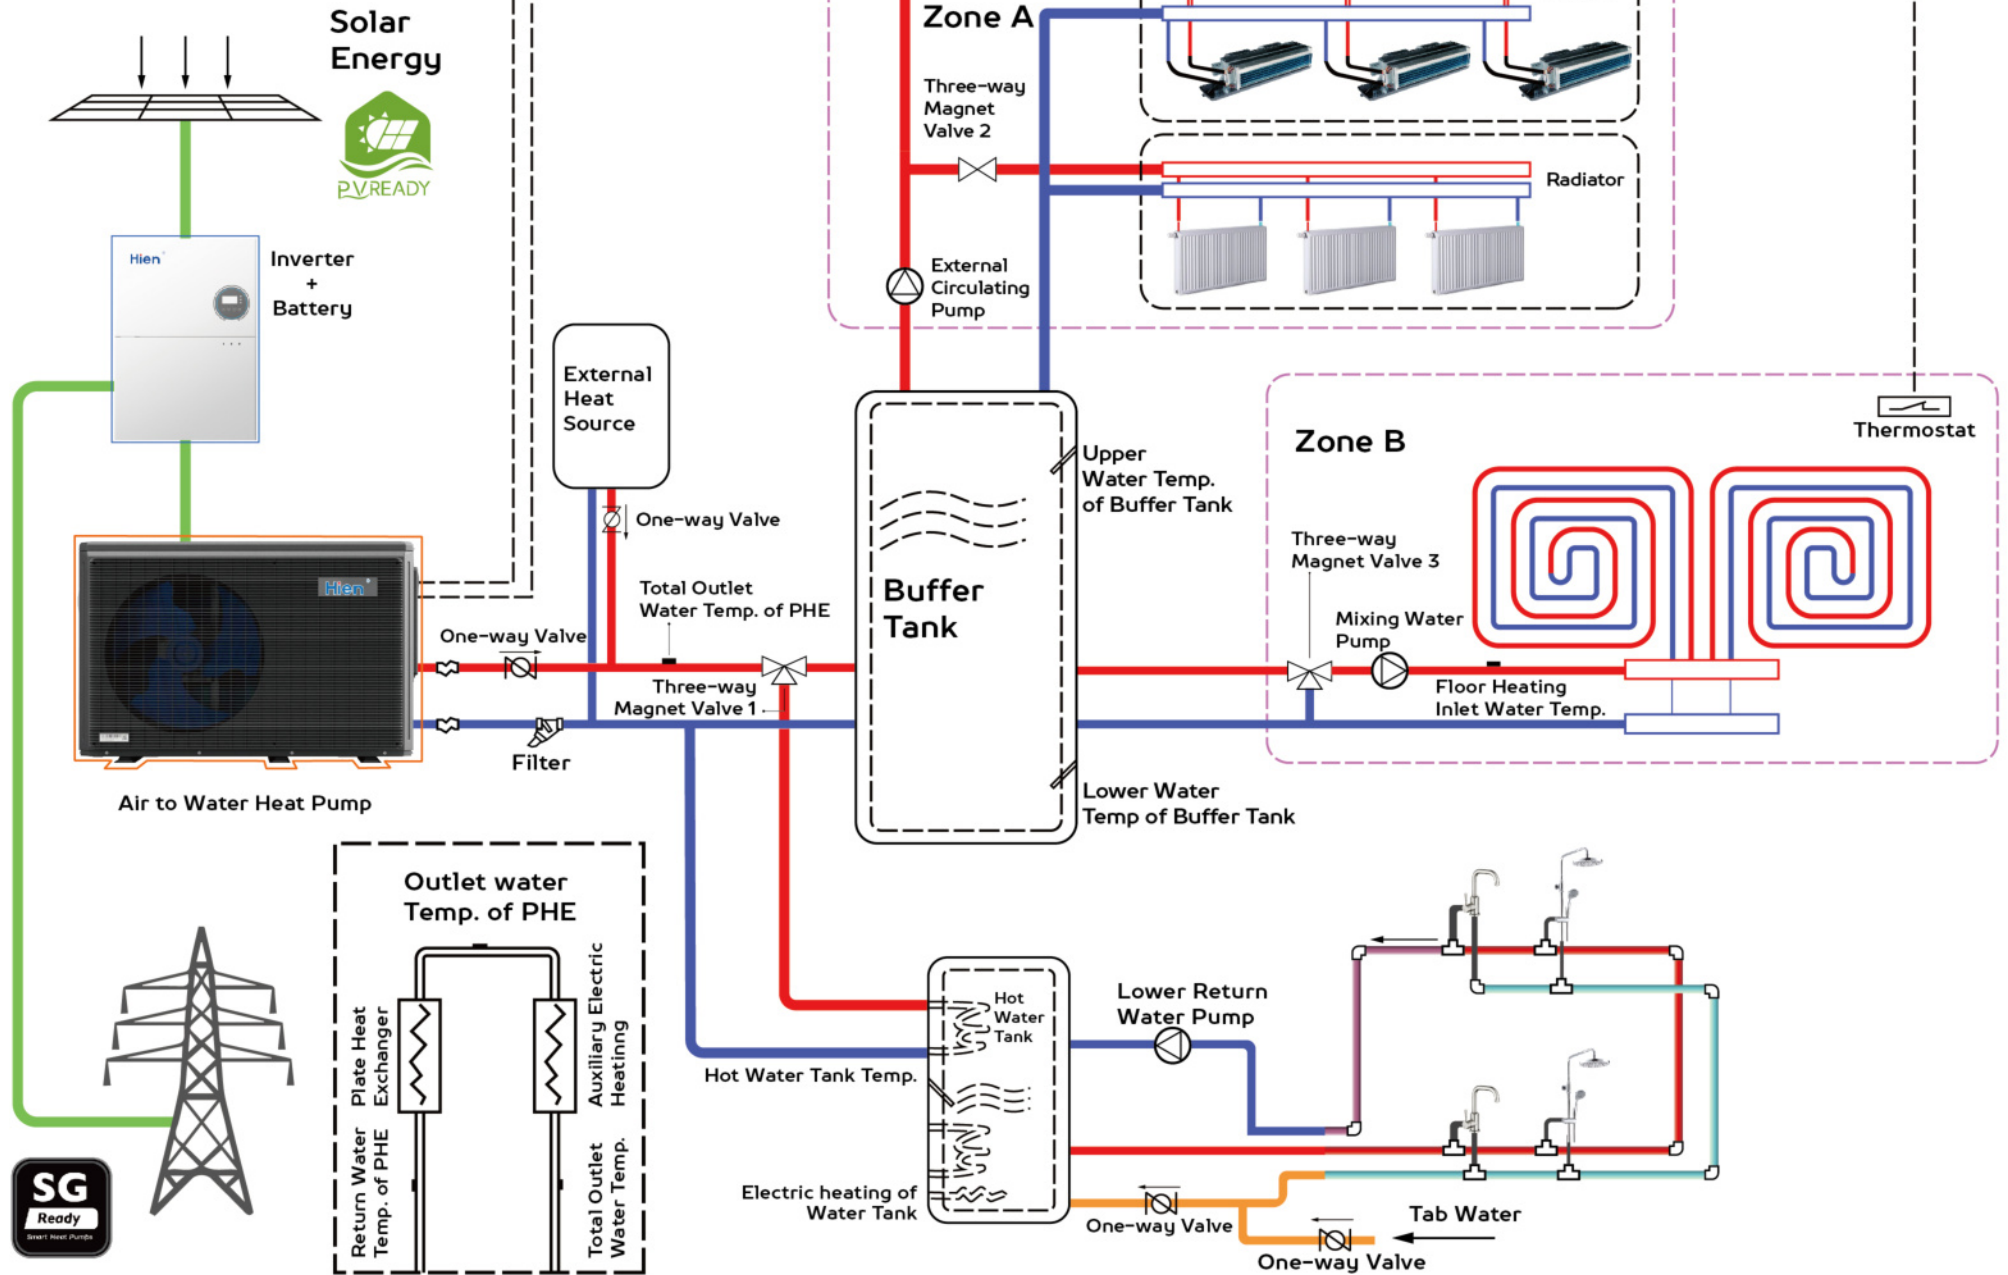 Solar
Energy
PVREADY
Hien
Inverter
+
Battery
Zone A
Three-way
Magnet
Valve 2
Radiator
External
Circulating
Pump
External
Heat
Source
One-way Valve
Total Outlet
Water Temp. of PHE
One-way Valve
Three-way
Magnet Valve 1
Filter
Hien
Air to Water Heat Pump
Buffer
Tank
Upper
Water Temp.
of Buffer Tank
Lower Water
Temp of Buffer Tank
Zone B
Thermostat
Three-way
Magnet Valve 3
Mixing Water
Pump
Floor Heating
Inlet Water Temp.
Outlet water
Temp. of PHE
Plate Heat
Exchanger
Auxiliary Electric
Heatinng
Return Water
Temp. of PHE
Total Outlet
Water Temp.
SG
Ready
Smart Heat Pumps
Hot
Water
Tank
Hot Water Tank Temp.
Electric heating of
Water Tank
Lower Return
Water Pump
One-way Valve
Tab Water
One-way Valve